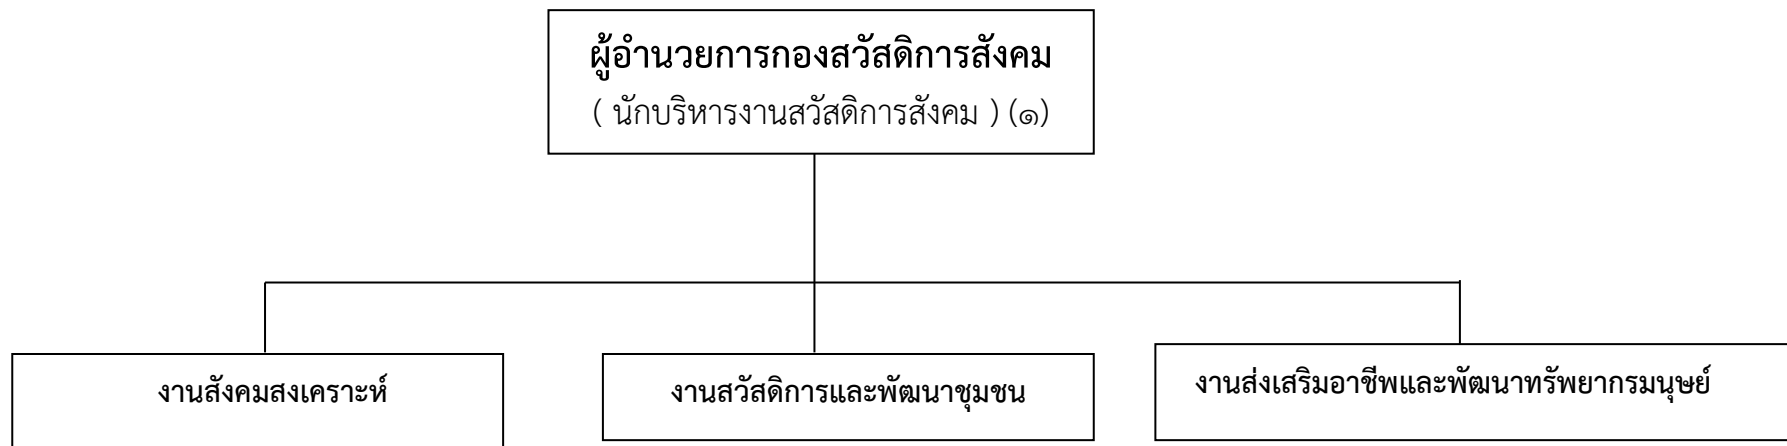 ผู้อำนวยการกองสวัสดิการสังคม
( นักบริหารงานสวัสดิการสังคม ) (๑)
งานสังคมสงเคราะห์
งานสวัสดิการและพัฒนาชุมชน
งานส่งเสริมอาชีพและพัฒนาทรัพยากรมนุษย์